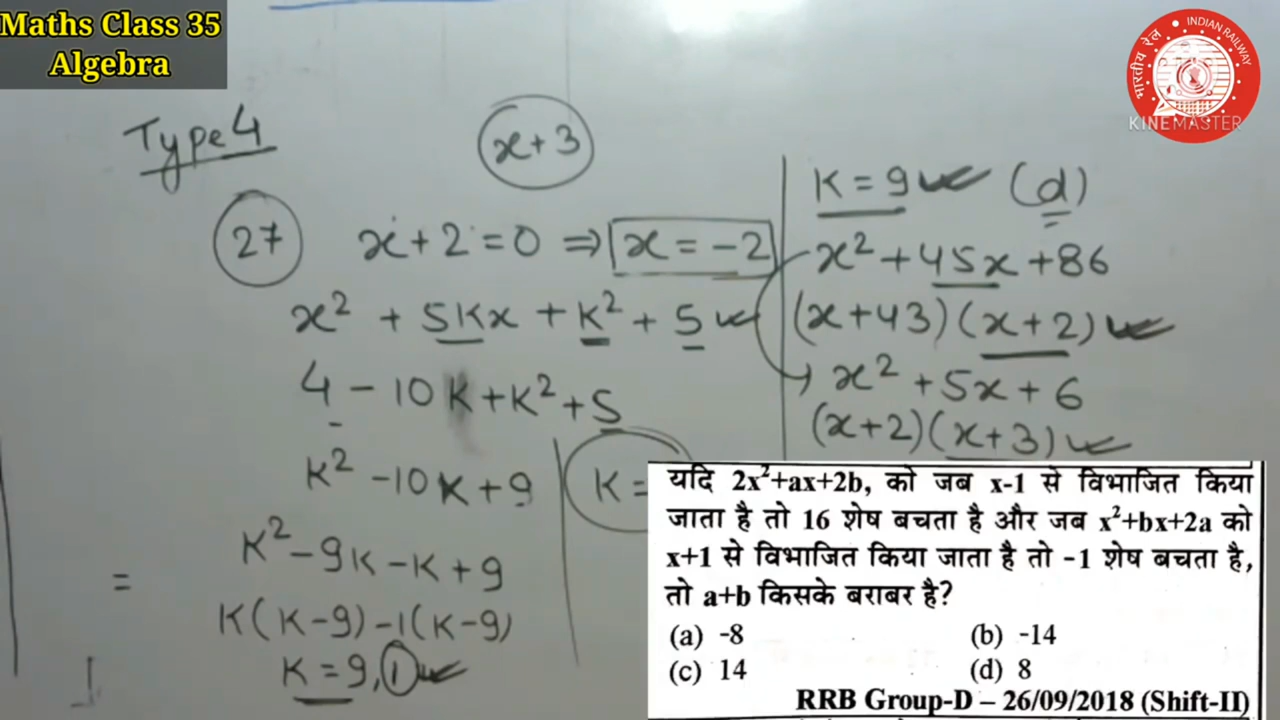 Maths Class 35
Algebra
भारतीय रेल INDIAN RAILWAY
KINEMASTER
Type 4
x+3
27 x+2=0 ⇒ x=-2
x² + 5Kx + K² + 5
4 - 10K + K² + 5
K² - 10K + 9
K² - 9K - K + 9
=
K(K-9) - 1(K-9)
K = 9, 1
K =
K = 9 (d)
x² + 45x + 86
(x+43)(x+2)
x² + 5x + 6
(x+2)(x+3)
यदि 2x²+ax+2b, को जब x-1 से विभाजित किया
जाता है तो 16 शेष बचता है और जब x²+bx+2a को
x+1 से विभाजित किया जाता है तो -1 शेष बचता है,
तो a+b किसके बराबर है?
(a) -8 (b) -14
(c) 14 (d) 8
RRB Group-D – 26/09/2018 (Shift-II)